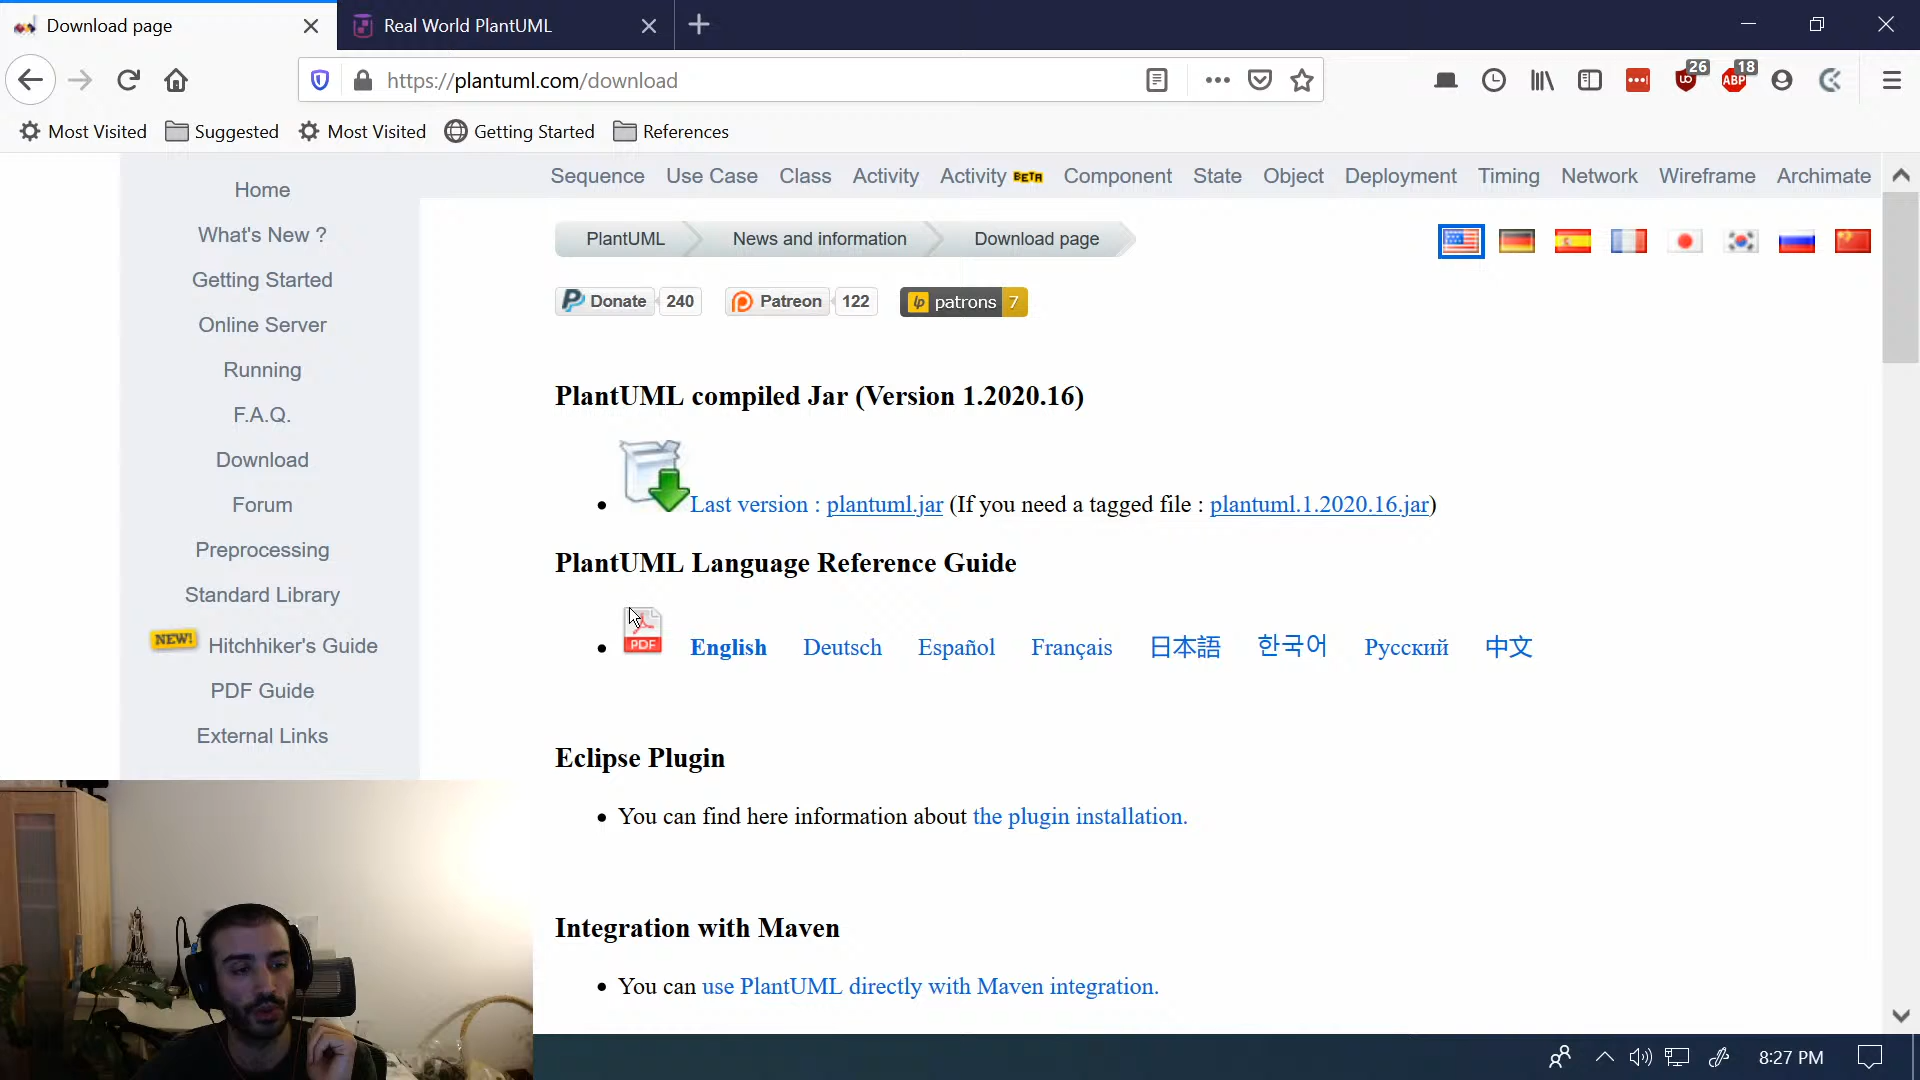 Download page
Real World PlantUML
https://plantuml.com/download
26
ABP
18
Most Visited
Suggested
Most Visited
Getting Started
References
Sequence Use Case Class Activity Activity BETA Component State Object Deployment Timing Network Wireframe Archimate
Home
What's New ?
Getting Started
Online Server
Running
F.A.Q.
Download
Forum
Preprocessing
Standard Library
NEW! Hitchhiker's Guide
PDF Guide
External Links
PlantUML News and information Download page
Donate 240 Patreon 122 lp patrons 7
PlantUML compiled Jar (Version 1.2020.16)
Last version : plantuml.jar (If you need a tagged file : plantuml.1.2020.16.jar)
PlantUML Language Reference Guide
PDF English Deutsch Español Français 日本語 한국어 Русский 中文
Eclipse Plugin
You can find here information about the plugin installation.
Integration with Maven
You can use PlantUML directly with Maven integration.
8:27 PM